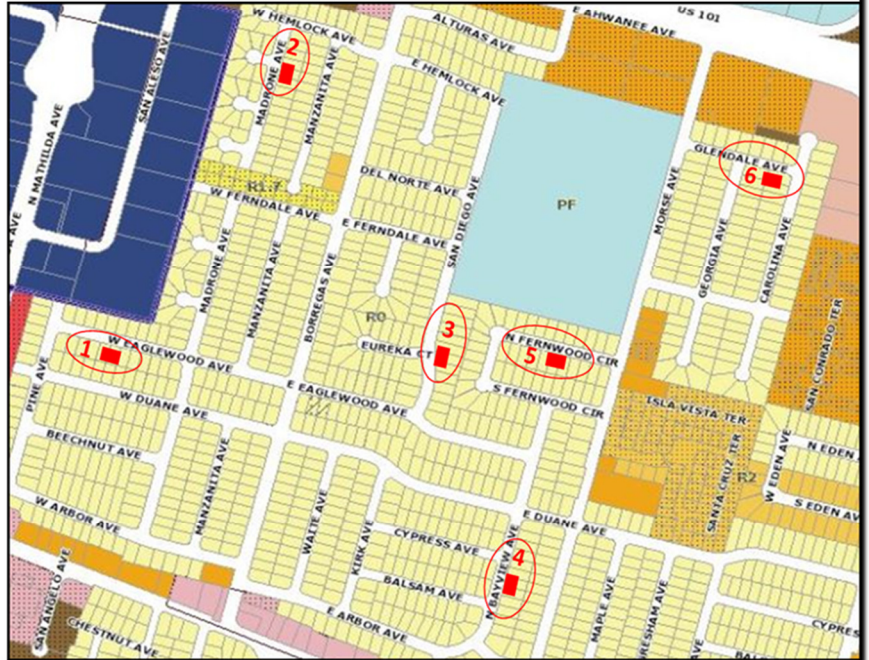 W HEMLOCK AVE
ALTURAS AVE
E AHWANEE AVE
US 101
SAN ALESO AVE
2
MADRONE AVE
MANZANITA AVE
E HEMLOCK AVE
N MATHILDA AVE
GLENDALE AVE
6
R1.7
DEL NORTE AVE
SAN DIEGO AVE
PF
MORSE AVE
W FERNDALE AVE
E FERNDALE AVE
MADRONE AVE
MANZANITA AVE
BORREGAS AVE
GEORGIA AVE
CAROLINA AVE
R0
3
SAN CONRADO TER
1
W EAGLEWOOD AVE
EUREKA CT
N FERNWOOD CIR
5
PINE AVE
W DUANE AVE
E EAGLEWOOD AVE
S FERNWOOD CIR
ISLA VISTA TER
BEECHNUT AVE
MANZANITA AVE
SANTA CRUZ TER
R2
W EDEN AVE
N EDEN
S EDEN AV
W ARBOR AVE
WALTE AVE
KIRK AVE
CYPRESS AVE
E DUANE AVE
4
N BAYVIEW AVE
BALSAM AVE
SAN ANGELO AVE
E ARBOR AVE
MAPLE AVE
RESHAM AVE
AVE
CYPRES
BALSAM AVE
CHESTNUT AVE